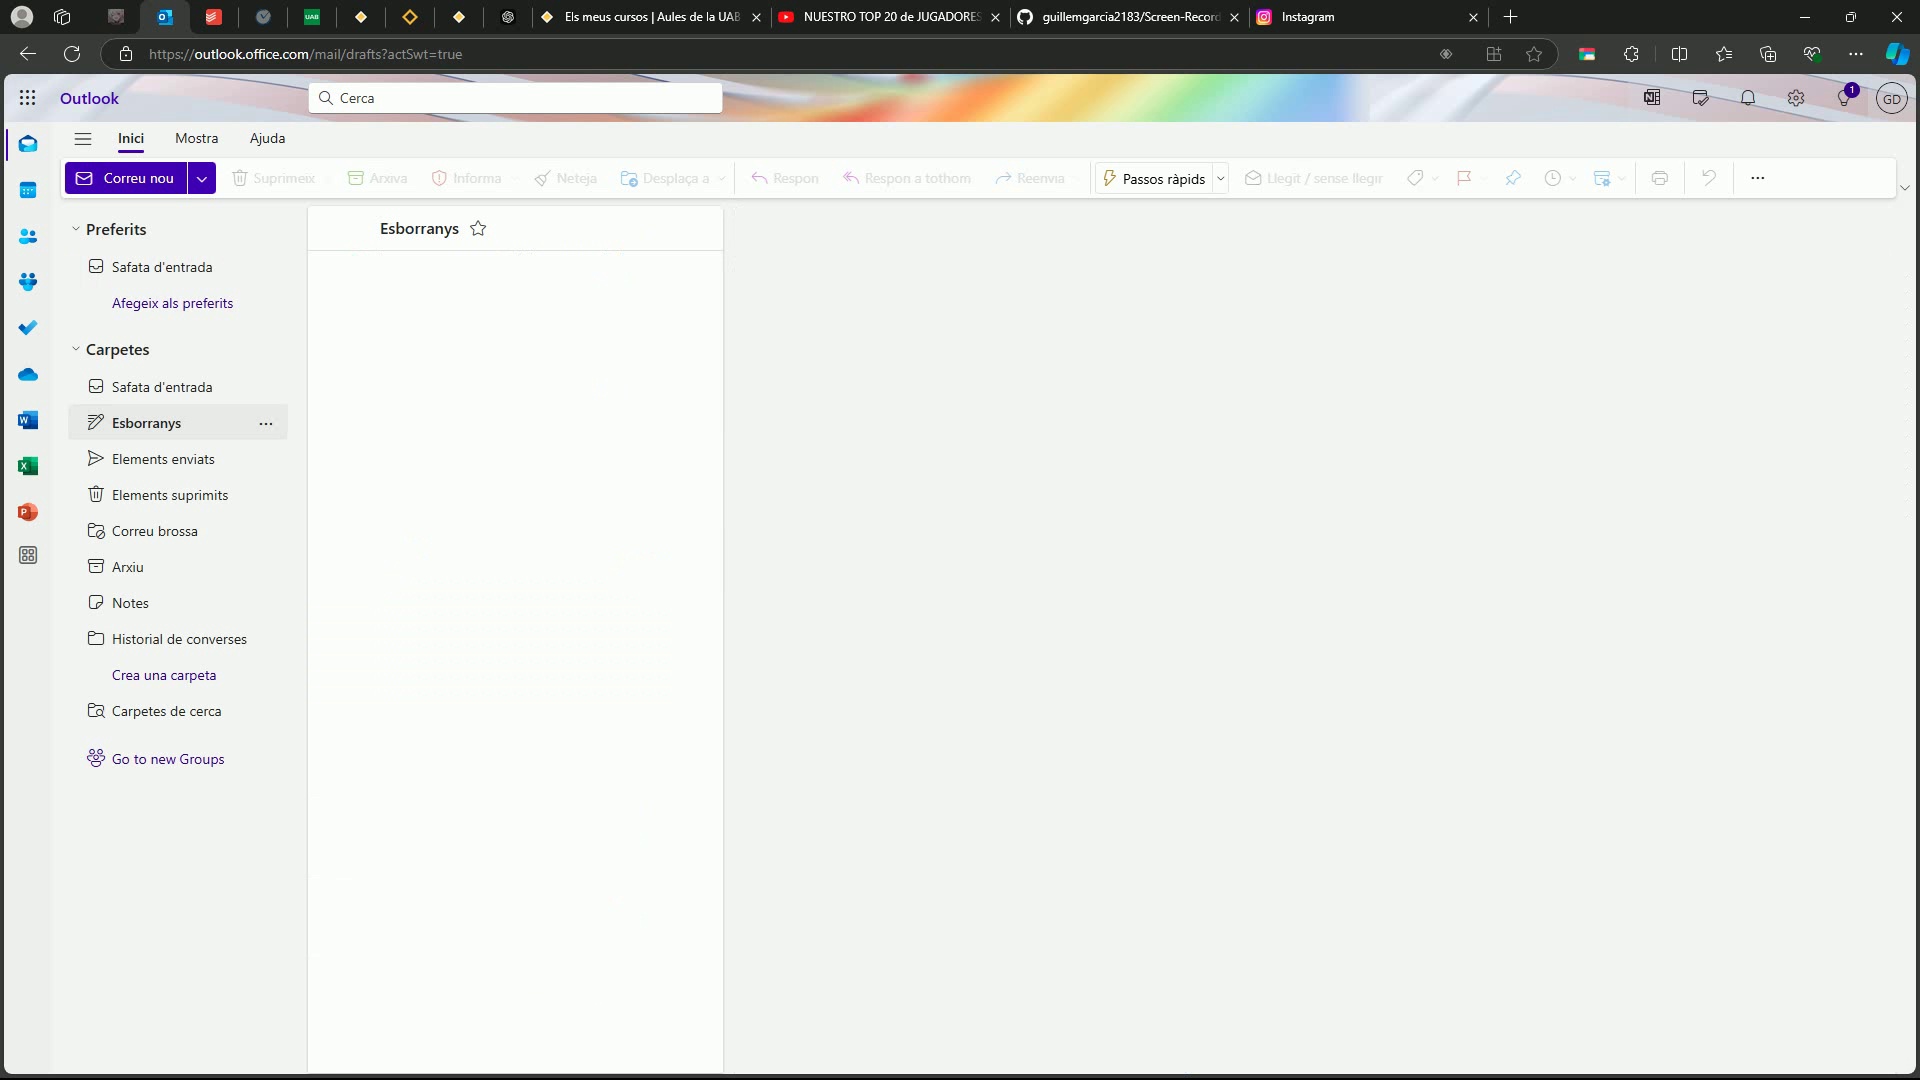 UAB
Els meus cursos | Aules de la UAB
NUESTRO TOP 20 de JUGADORES
guillemgarcia2183/Screen-Record
Instagram
https://outlook.office.com/mail/drafts?actSwt=true
Outlook
Cerca
1
GD
Inici
Mostra
Ajuda
Correu nou
Suprimeix
Arxiva
Informa
Neteja
Desplaça a
Respon
Respon a tothom
Reenvia
Passos ràpids
Llegit / sense llegir
Preferits
Safata d'entrada
Afegeix als preferits
Carpetes
Safata d'entrada
Esborranys
Elements enviats
Elements suprimits
Correu brossa
Arxiu
Notes
Historial de converses
Crea una carpeta
Carpetes de cerca
Go to new Groups
Esborranys